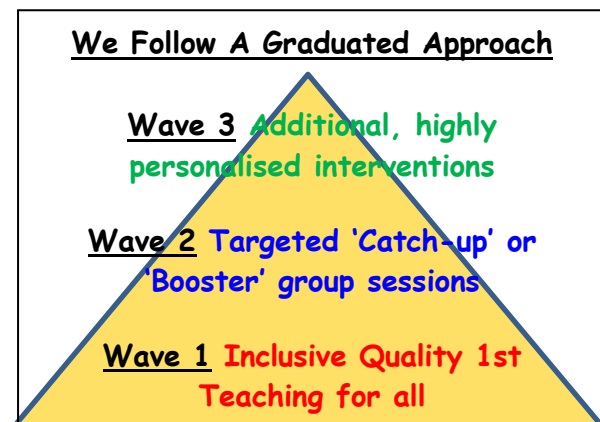 We Follow A Graduated Approach
Wave 3 Additional, highly
personalised interventions
Wave 2 Targeted ‘Catch-up’ or
‘Booster’ group sessions
Wave 1 Inclusive Quality 1st
Teaching for all